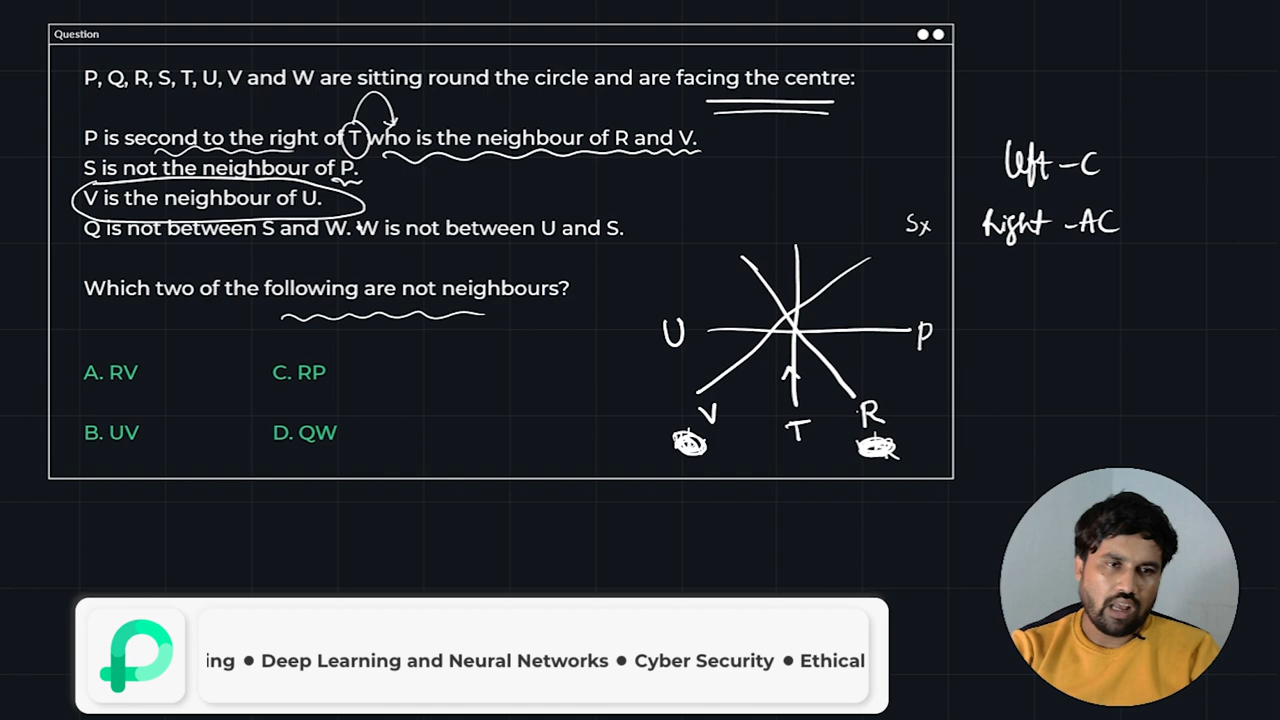 Question
P, Q, R, S, T, U, V and W are sitting round the circle and are facing the centre:
P is second to the right of T who is the neighbour of R and V.
S is not the neighbour of P.
V is the neighbour of U.
Q is not between S and W. W is not between U and S.
Which two of the following are not neighbours?
A. RV
C. RP
B. UV
D. QW
left - C
Right - AC
Sx
U
P
V
T
R
ing • Deep Learning and Neural Networks • Cyber Security • Ethical